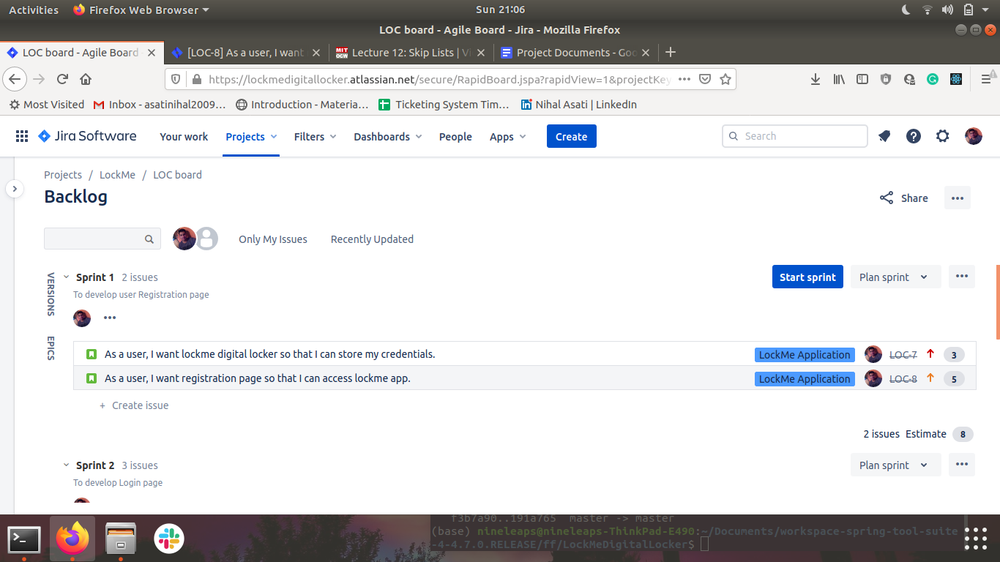 Activities Firefox Web Browser Sun 21:06
LOC board - Agile Board - Jira - Mozilla Firefox
LOC board - Agile Board [LOC-8] As a user, I want Lecture 12: Skip Lists | Vi Project Documents - Goo
https://lockmedigitallocker.atlassian.net/secure/RapidBoard.jspa?rapidView=1&projectKey
Most Visited Inbox - asatinihal2009… Introduction - Materia… Ticketing System Tim… Nihal Asati | LinkedIn
Jira Software Your work Projects Filters Dashboards People Apps Create Search
Projects / LockMe / LOC board
Backlog
Share
Only My Issues Recently Updated
VERSIONS
EPICS
Sprint 1 2 issues Start sprint Plan sprint
To develop user Registration page
As a user, I want lockme digital locker so that I can store my credentials. LockMe Application LOC-7 3
As a user, I want registration page so that I can access lockme app. LockMe Application LOC-8 5
+ Create issue
2 issues Estimate 8
Sprint 2 3 issues Plan sprint
To develop Login page
f3b7a90..191a765 master -> master
(base) nineleaps@nineleaps-ThinkPad-E490:~/Documents/workspace-spring-tool-suite
-4-4.7.0.RELEASE/ff/LockMeDigitalLocker$